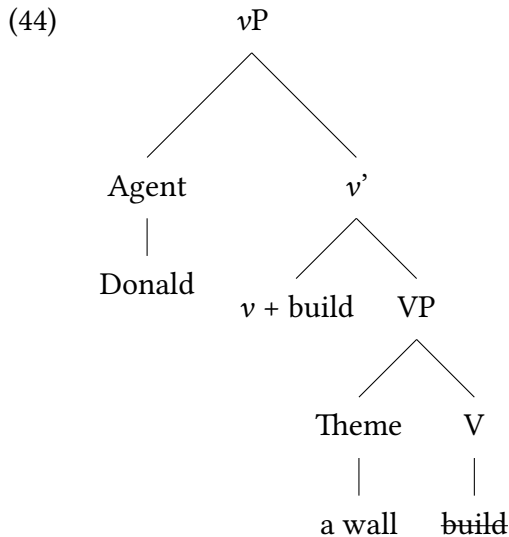 (44) vP
Agent v’
Donald v + build VP
Theme V
a wall build